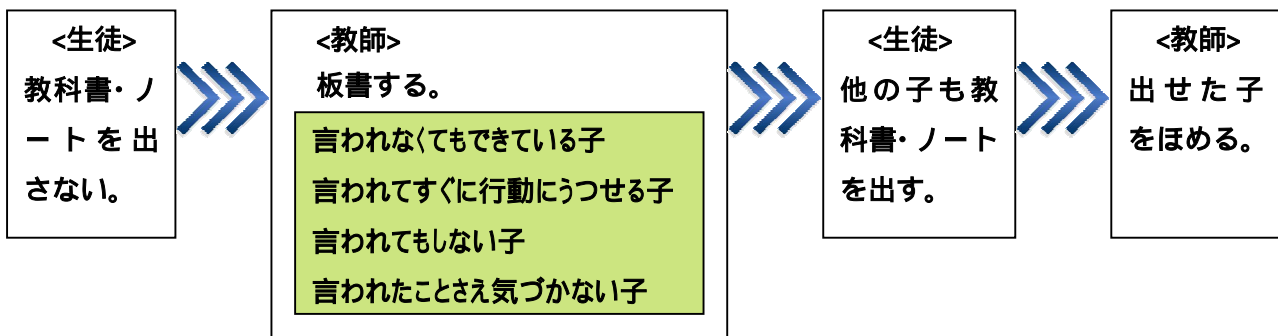 <生徒>
教科書・ノ
ートを出
さない。
<教師>
板書する。
言われなくてもできている子
言われてすぐに行動にうつせる子
言われてもしない子
言われたことさえ気づかない子
<生徒>
他の子も教
科書・ノート
を出す。
<教師>
出せた子
をほめる。